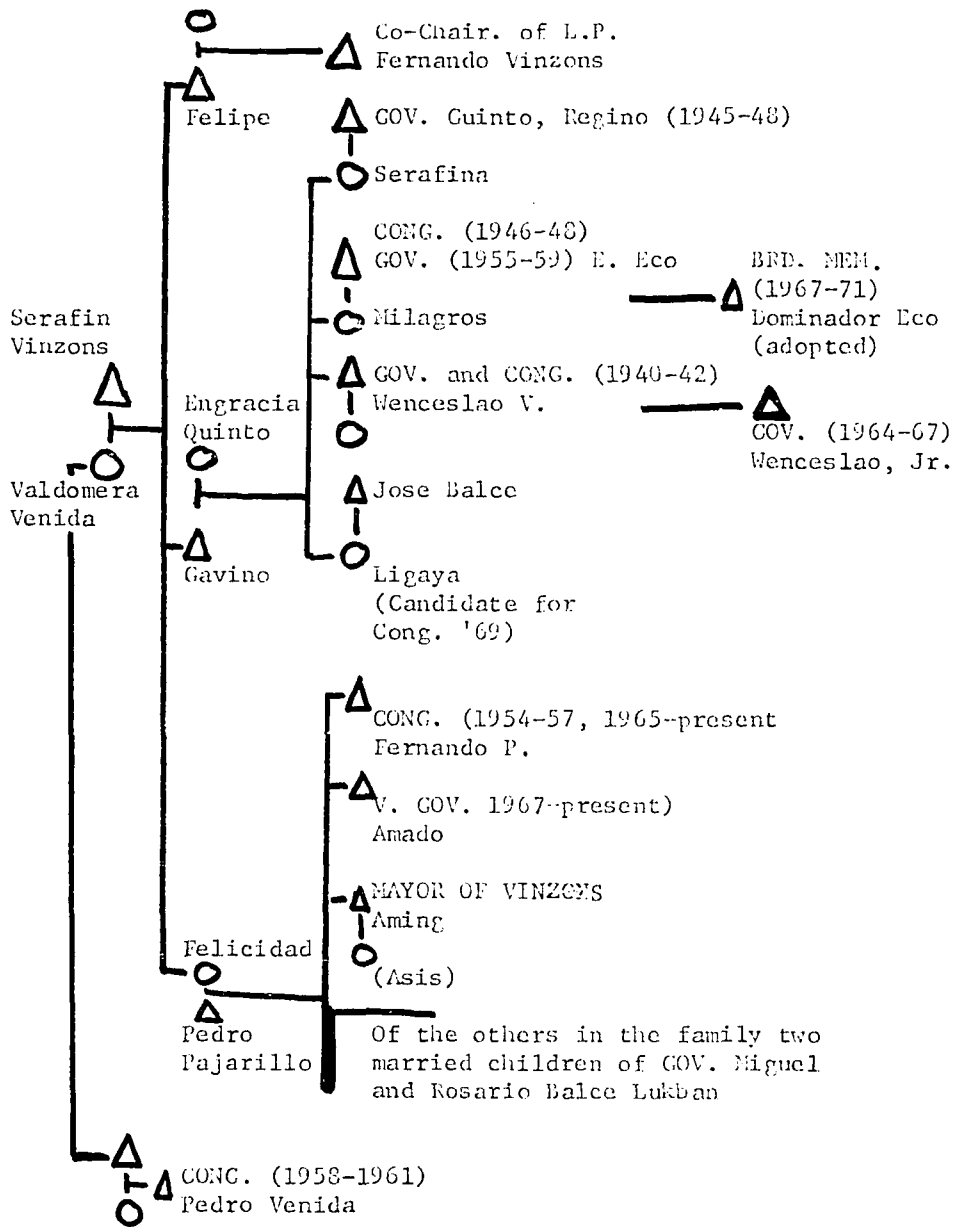 Co-Chair. of L.P.
Fernando Vinzons
Felipe
GOV. Guinto, Regino (1945-48)
Serafina
CONG. (1946-48)
GOV. (1955-59) E. Eco
Milagros
BRD. MEM.
(1967-71)
Dominador Eco
(adopted)
Serafin
Vinzons
GOV. and CONG. (1940-42)
Wenceslao V.
GOV. (1964-67)
Wenceslao, Jr.
Engracia
Quinto
Valdomera
Venida
Jose Balce
Gavino
Ligaya
(Candidate for
Cong. '69)
CONG. (1954-57, 1965-present
Fernando P.
V. GOV. 1967-present)
Amado
MAYOR OF VINZONS
Aming
(Asis)
Felicidad
Pedro
Pajarillo
Of the others in the family two
married children of GOV. Miguel
and Rosario Balce Lukban
CONG. (1958-1961)
Pedro Venida